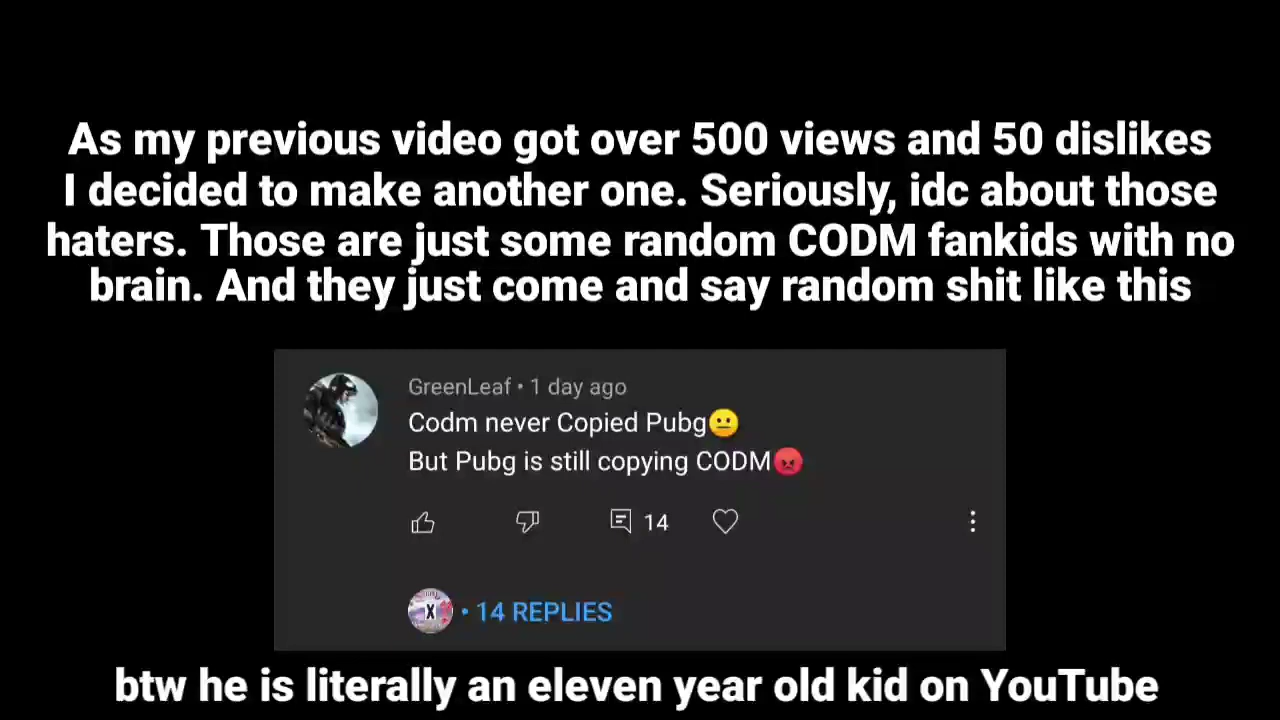 As my previous video got over 500 views and 50 dislikes
I decided to make another one. Seriously, idc about those
haters. Those are just some random CODM fankids with no
brain. And they just come and say random shit like this
GreenLeaf • 1 day ago
Codm never Copied Pubg😐
But Pubg is still copying CODM😡
14
X
• 14 REPLIES
btw he is literally an eleven year old kid on YouTube